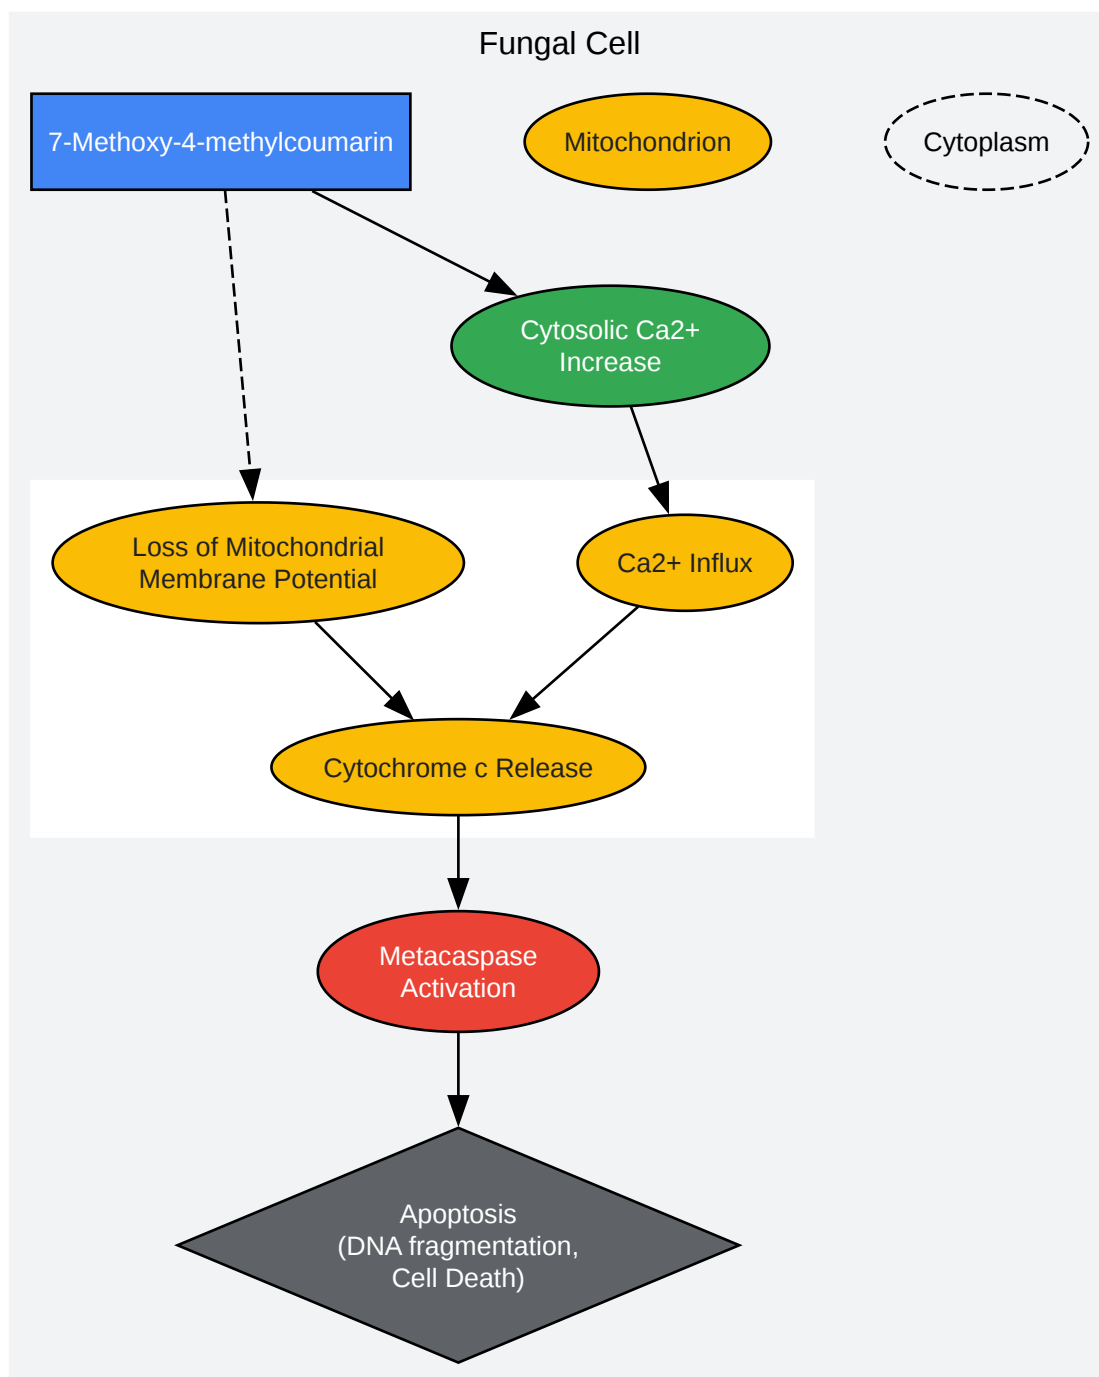 Fungal Cell
7-Methoxy-4-methylcoumarin
Mitochondrion
Cytoplasm
Cytosolic Ca2+
Increase
Loss of Mitochondrial
Membrane Potential
Ca2+ Influx
Cytochrome c Release
Metacaspase
Activation
Apoptosis
(DNA fragmentation,
Cell Death)